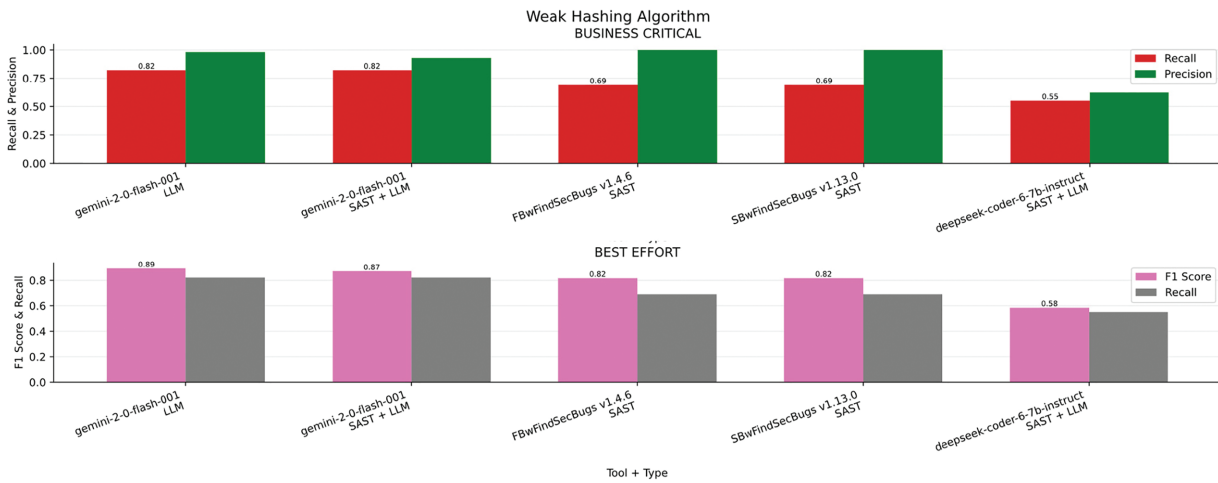 Weak Hashing Algorithm
BUSINESS CRITICAL
Recall & Precision
1.00
0.75
0.50
0.25
0.00
0.82
0.82
0.69
0.69
0.55
Recall
Precision
gemini-2-0-flash-001
LLM
gemini-2-0-flash-001
SAST + LLM
FBwFindSecBugs v1.4.6
SAST
SBwFindSecBugs v1.13.0
SAST
deepseek-coder-6-7b-instruct
SAST + LLM
BEST EFFORT
F1 Score & Recall
0.8
0.6
0.4
0.2
0.0
0.89
0.87
0.82
0.82
0.58
F1 Score
Recall
gemini-2-0-flash-001
LLM
gemini-2-0-flash-001
SAST + LLM
FBwFindSecBugs v1.4.6
SAST
SBwFindSecBugs v1.13.0
SAST
deepseek-coder-6-7b-instruct
SAST + LLM
Tool + Type